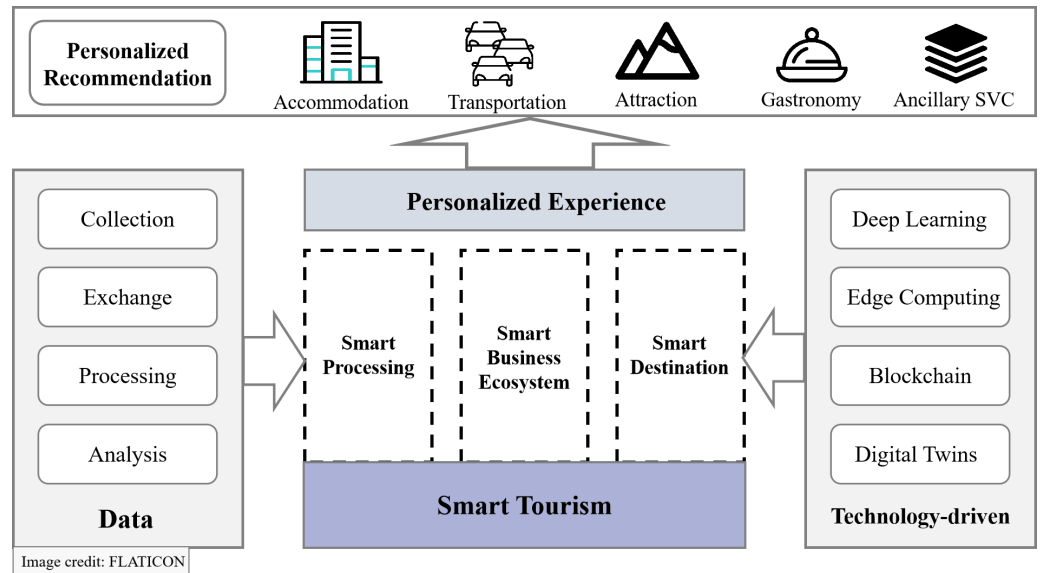 Personalized
Recommendation
Accommodation
Transportation
Attraction
Gastronomy
Ancillary SVC
Collection
Exchange
Processing
Analysis
Data
Personalized Experience
Smart
Processing
Smart
Business
Ecosystem
Smart
Destination
Smart Tourism
Deep Learning
Edge Computing
Blockchain
Digital Twins
Technology-driven
Image credit: FLATICON